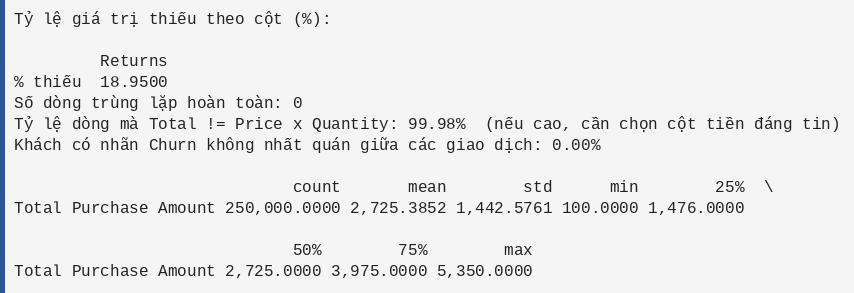 Tỷ lệ giá trị thiếu theo cột (%):
Returns
% thiếu 18.9500
Số dòng trùng lặp hoàn toàn: 0
Tỷ lệ dòng mà Total != Price x Quantity: 99.98% (nếu cao, cần chọn cột tiền đáng tin)
Khách có nhãn Churn không nhất quán giữa các giao dịch: 0.00%
count mean std min 25% \
Total Purchase Amount 250,000.0000 2,725.3852 1,442.5761 100.0000 1,476.0000
50% 75% max
Total Purchase Amount 2,725.0000 3,975.0000 5,350.0000